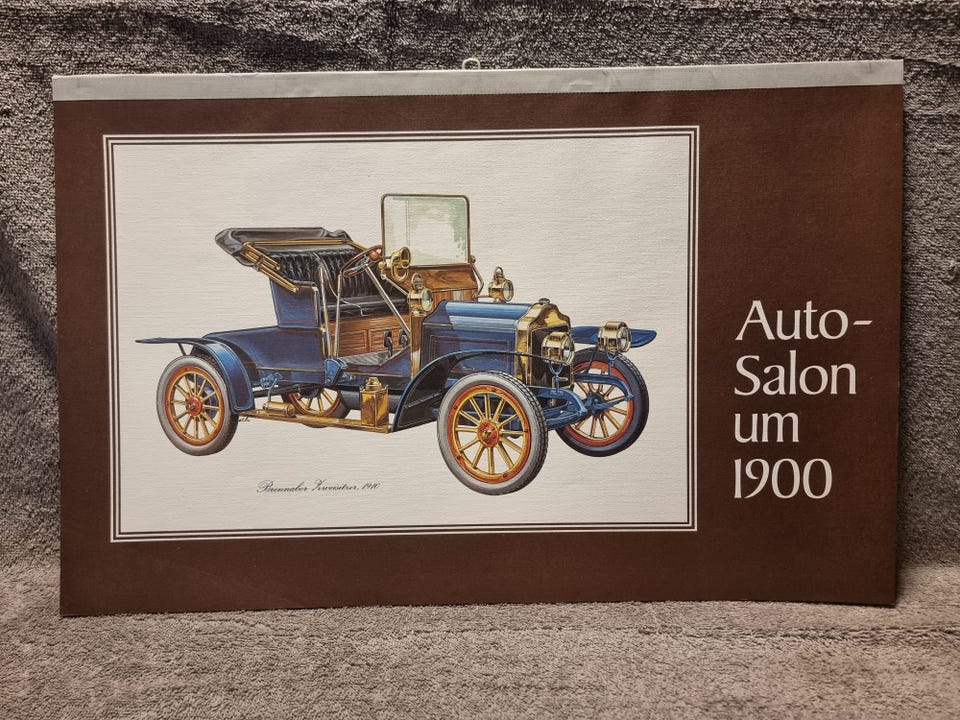 Brennabor Zweisitzer, 1910
Auto-
Salon
um
1900